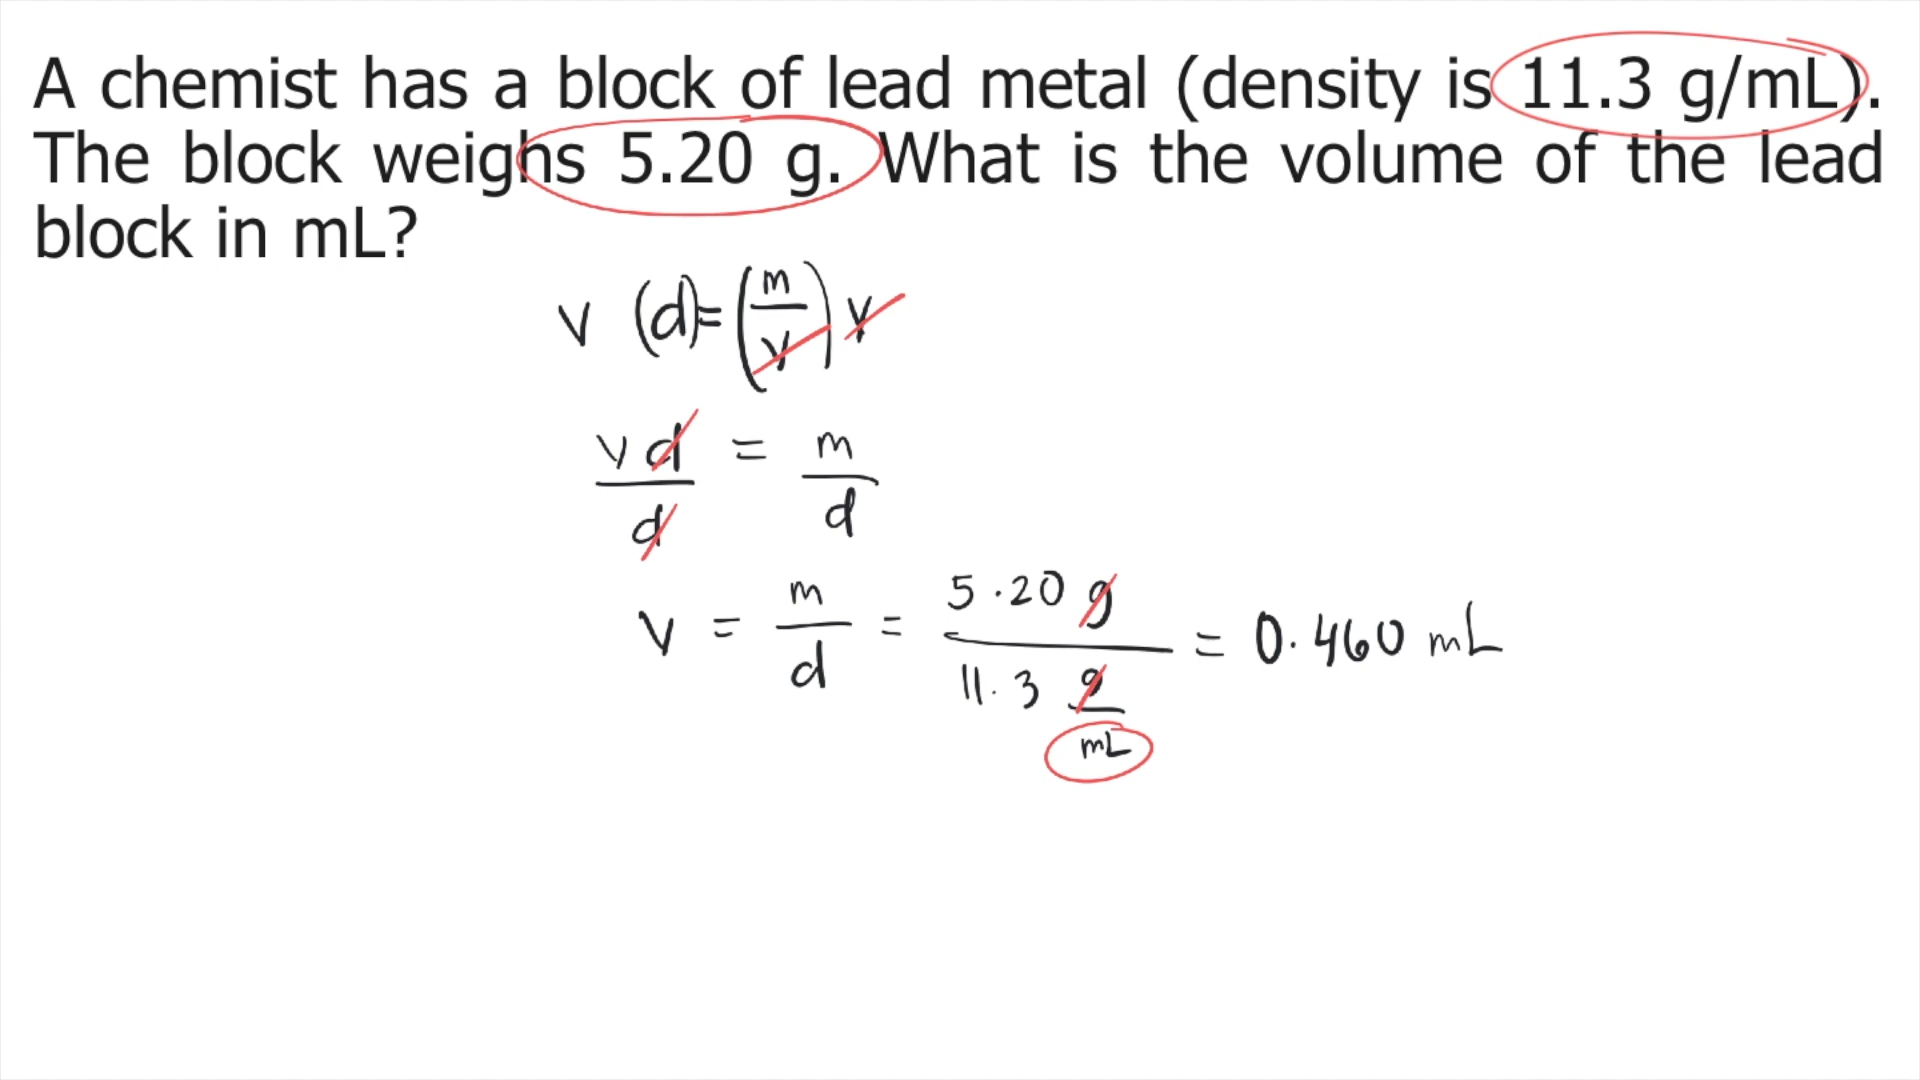 A chemist has a block of lead metal (density is 11.3 g/mL).
The block weighs 5.20 g. What is the volume of the lead
block in mL?
v (d) = (m/v) v
vd/d = m/d
v = m/d = 5.20 g / 11.3 g/mL = 0.460 mL